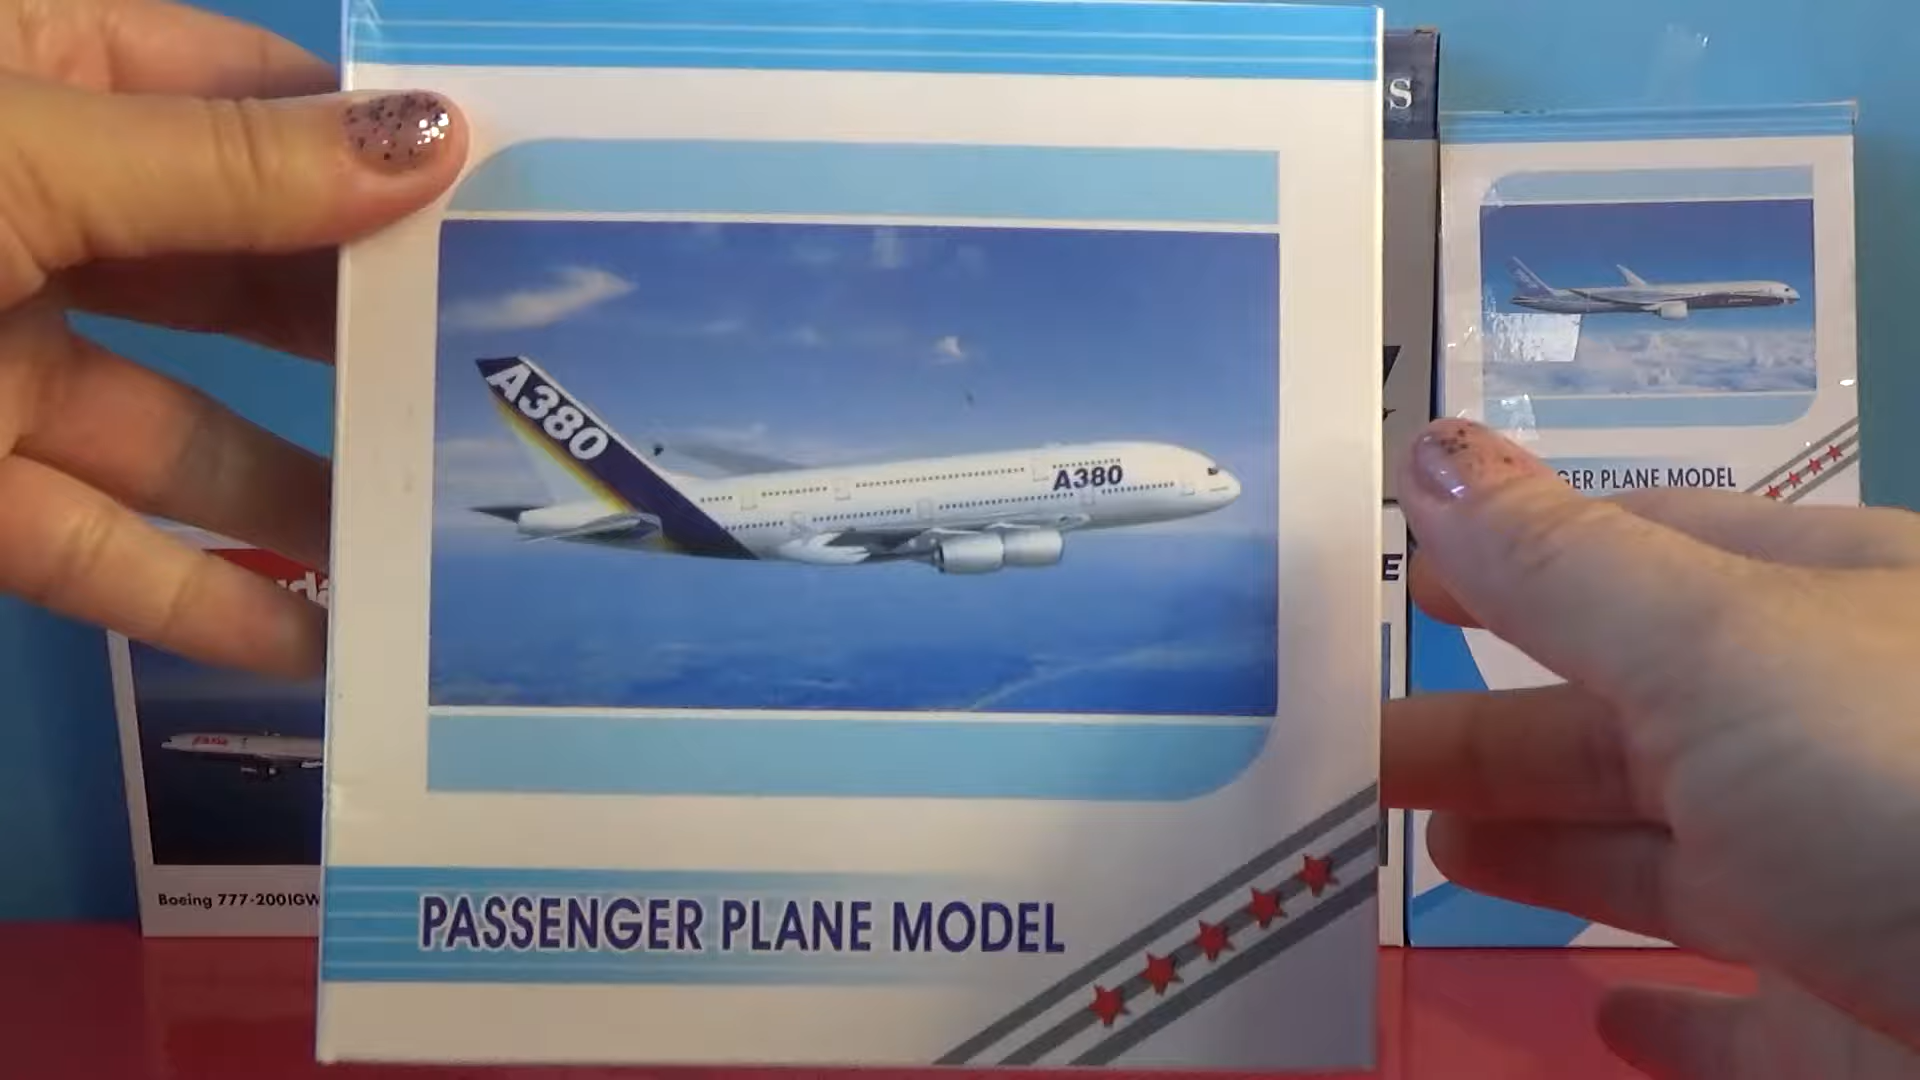 S
A380
A380
GER PLANE MODEL
E
Boeing 777-200IGW
PASSENGER PLANE MODEL